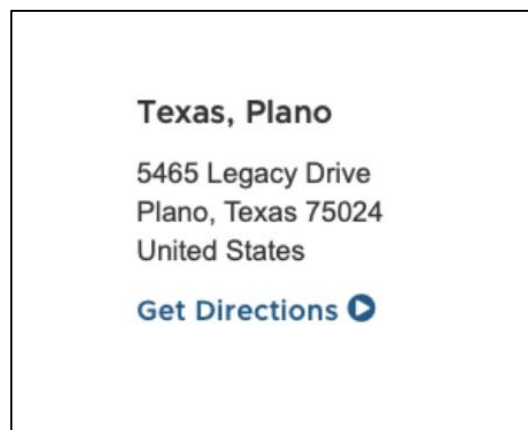 Texas, Plano
5465 Legacy Drive
Plano, Texas 75024
United States
Get Directions